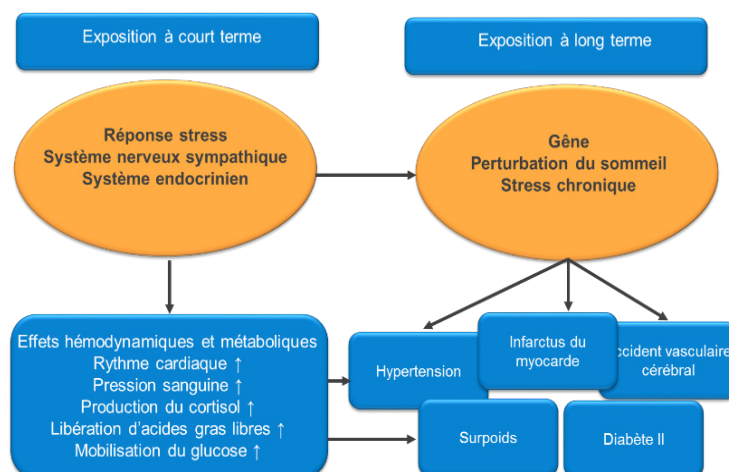 Exposition à court terme
Exposition à long terme
Réponse stress
Système nerveux sympathique
Système endocrinien
Gêne
Perturbation du sommeil
Stress chronique
Effets hémodynamiques et métaboliques
Rythme cardiaque ↑
Pression sanguine ↑
Production du cortisol ↑
Libération d'acides gras libres ↑
Mobilisation du glucose ↑
Hypertension
Infarctus du
myocarde
ccident vasculaire
cérébral
Surpoids
Diabète II